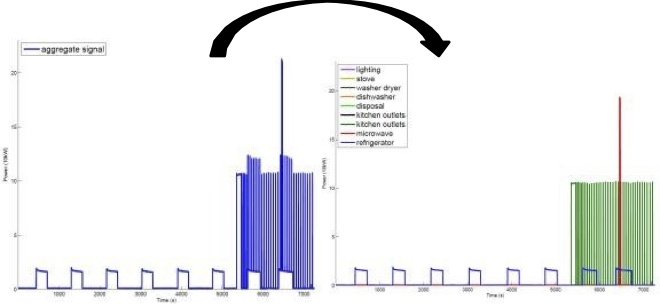 aggregate signal
20
15
10
5
0
Power (10kW)
1000 2000 3000 4000 5000 6000 7000
Time (s)
lighting
stove
washer dryer
dishwasher
disposal
kitchen outlets
kitchen outlets
microwave
refrigerator
20
15
10
5
0
1000 2000 3000 4000 5000 6000 7000
Time (s)